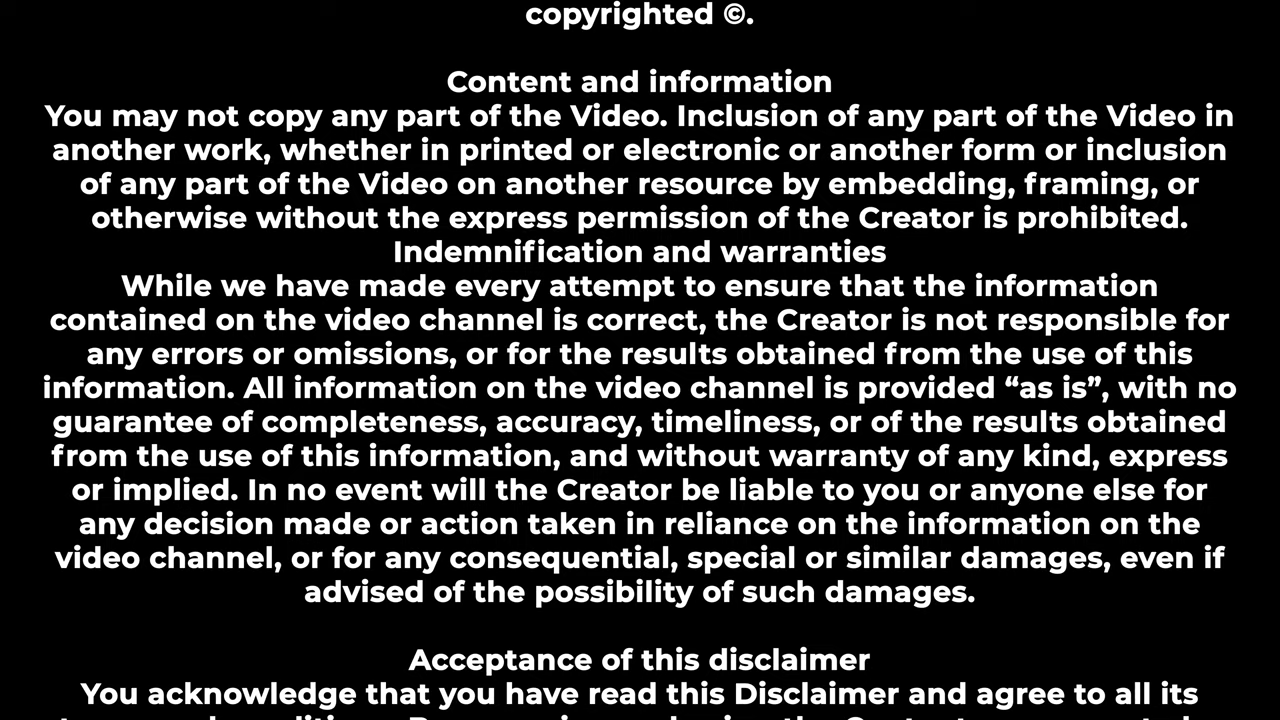 copyrighted ©.
Content and information
You may not copy any part of the Video. Inclusion of any part of the Video in
another work, whether in printed or electronic or another form or inclusion
of any part of the Video on another resource by embedding, framing, or
otherwise without the express permission of the Creator is prohibited.
Indemnification and warranties
While we have made every attempt to ensure that the information
contained on the video channel is correct, the Creator is not responsible for
any errors or omissions, or for the results obtained from the use of this
information. All information on the video channel is provided “as is”, with no
guarantee of completeness, accuracy, timeliness, or of the results obtained
from the use of this information, and without warranty of any kind, express
or implied. In no event will the Creator be liable to you or anyone else for
any decision made or action taken in reliance on the information on the
video channel, or for any consequential, special or similar damages, even if
advised of the possibility of such damages.
Acceptance of this disclaimer
You acknowledge that you have read this Disclaimer and agree to all its